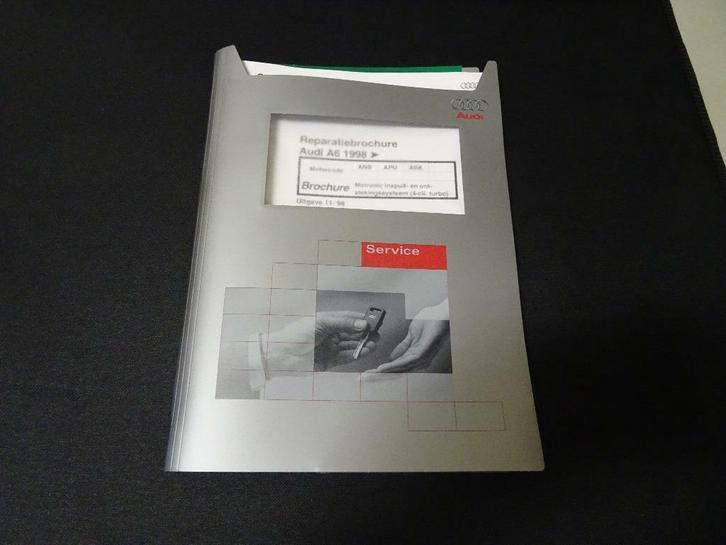 Audi
Reparatiebrochure
Audi A6 1998 ➤
Motorcode ANB APU ARK
Brochure Motronic inspuit- en ont-
stekingssysteem (4-cil. turbo)
Uitgave 11/98
Service